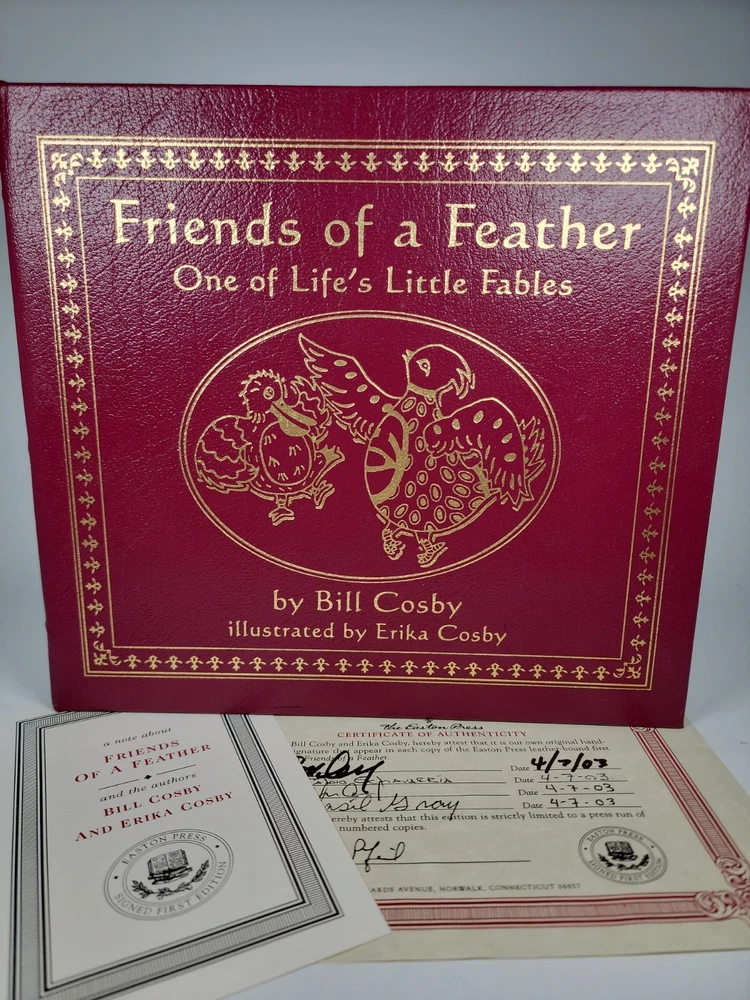 Friends of a Feather
One of Life's Little Fables
by Bill Cosby
illustrated by Erika Cosby
a note about
FRIENDS
OF A FEATHER
and the authors
BILL COSBY
AND ERIKA COSBY
EASTON PRESS
SIGNED FIRST EDITION
The Easton Press
CERTIFICATE OF AUTHENTICITY
Bill Cosby and Erika Cosby, hereby attest that it is our own original hand-
ignature that appear in each copy of the Easton Press leather-bound first
Friends of a Feather.
Date 4/7/03
Date 4-7-03
Date 4-7-03
Gray Date 4-7-03
ereby attests that this edition is strictly limited to a press run of
numbered copies.
EASTON PRESS
SIGNED FIRST EDITION
ARDS AVENUE, NORWALK, CONNECTICUT 06857